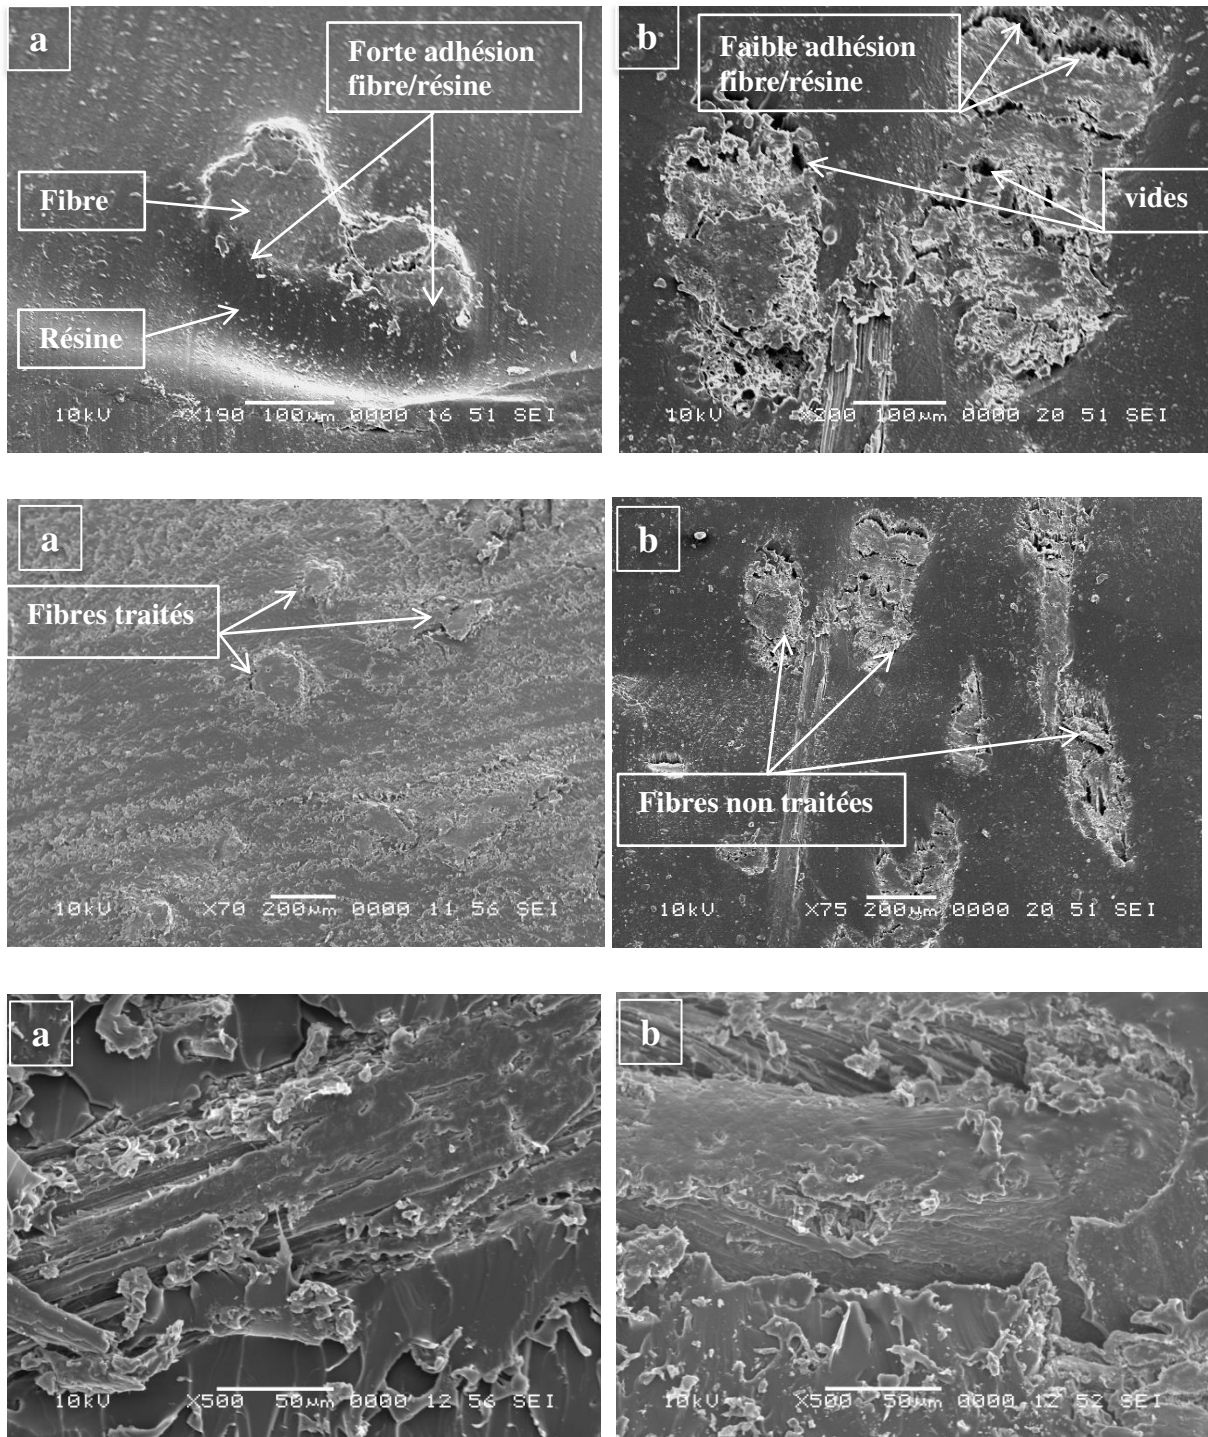 a
Forte adhésion
fibre/résine
Fibre
Résine
10kV X190 100µm 0000 16 51 SEI
b
Faible adhésion
fibre/résine
vides
10kV X200 100µm 0000 20 51 SEI
a
Fibres traités
10kV X70 200µm 0000 11 56 SEI
b
Fibres non traitées
10kV X75 200µm 0000 20 51 SEI
a
10kV X500 50µm 0000 12 56 SEI
b
10kV X500 50µm 0000 12 52 SEI